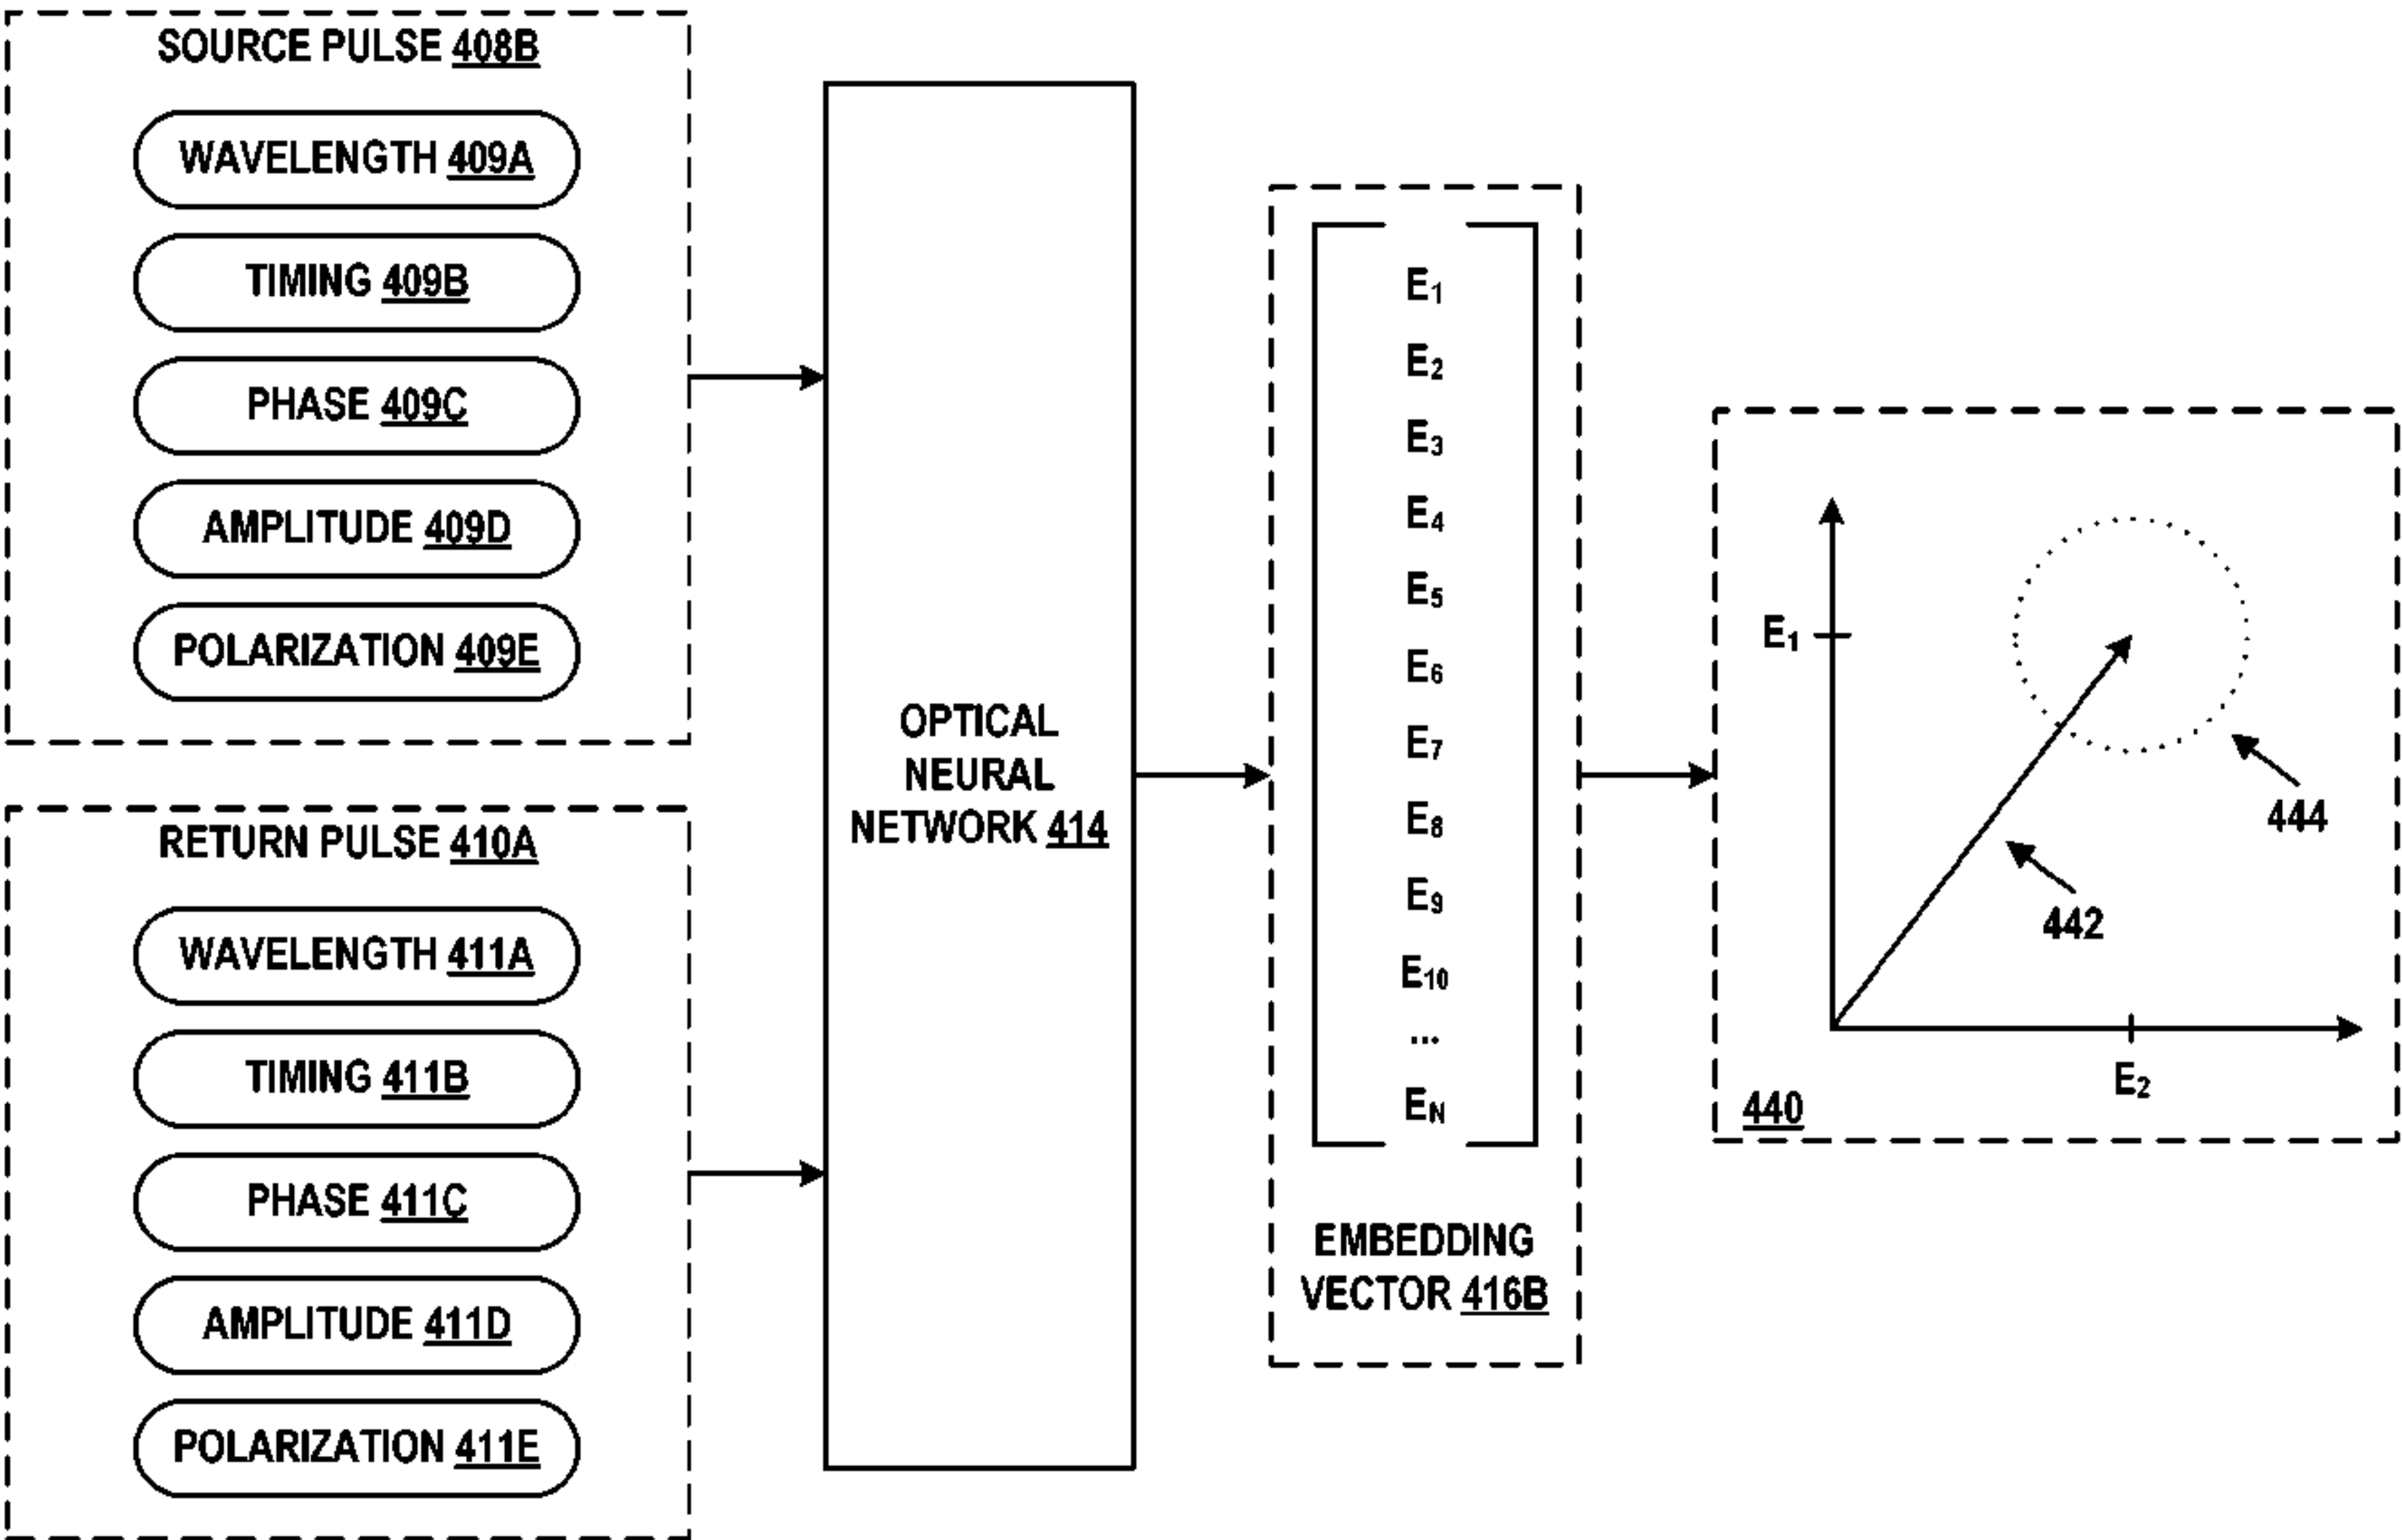 SOURCE PULSE 408B
WAVELENGTH 409A
TIMING 409B
PHASE 409C
AMPLITUDE 409D
POLARIZATION 409E
RETURN PULSE 410A
WAVELENGTH 411A
TIMING 411B
PHASE 411C
AMPLITUDE 411D
POLARIZATION 411E
OPTICAL
NEURAL
NETWORK 414
E₁
E₂
E₃
E₄
E₅
E₆
E₇
E₈
E₉
E₁₀
...
E_N
EMBEDDING
VECTOR 416B
E₁
444
442
E₂
440